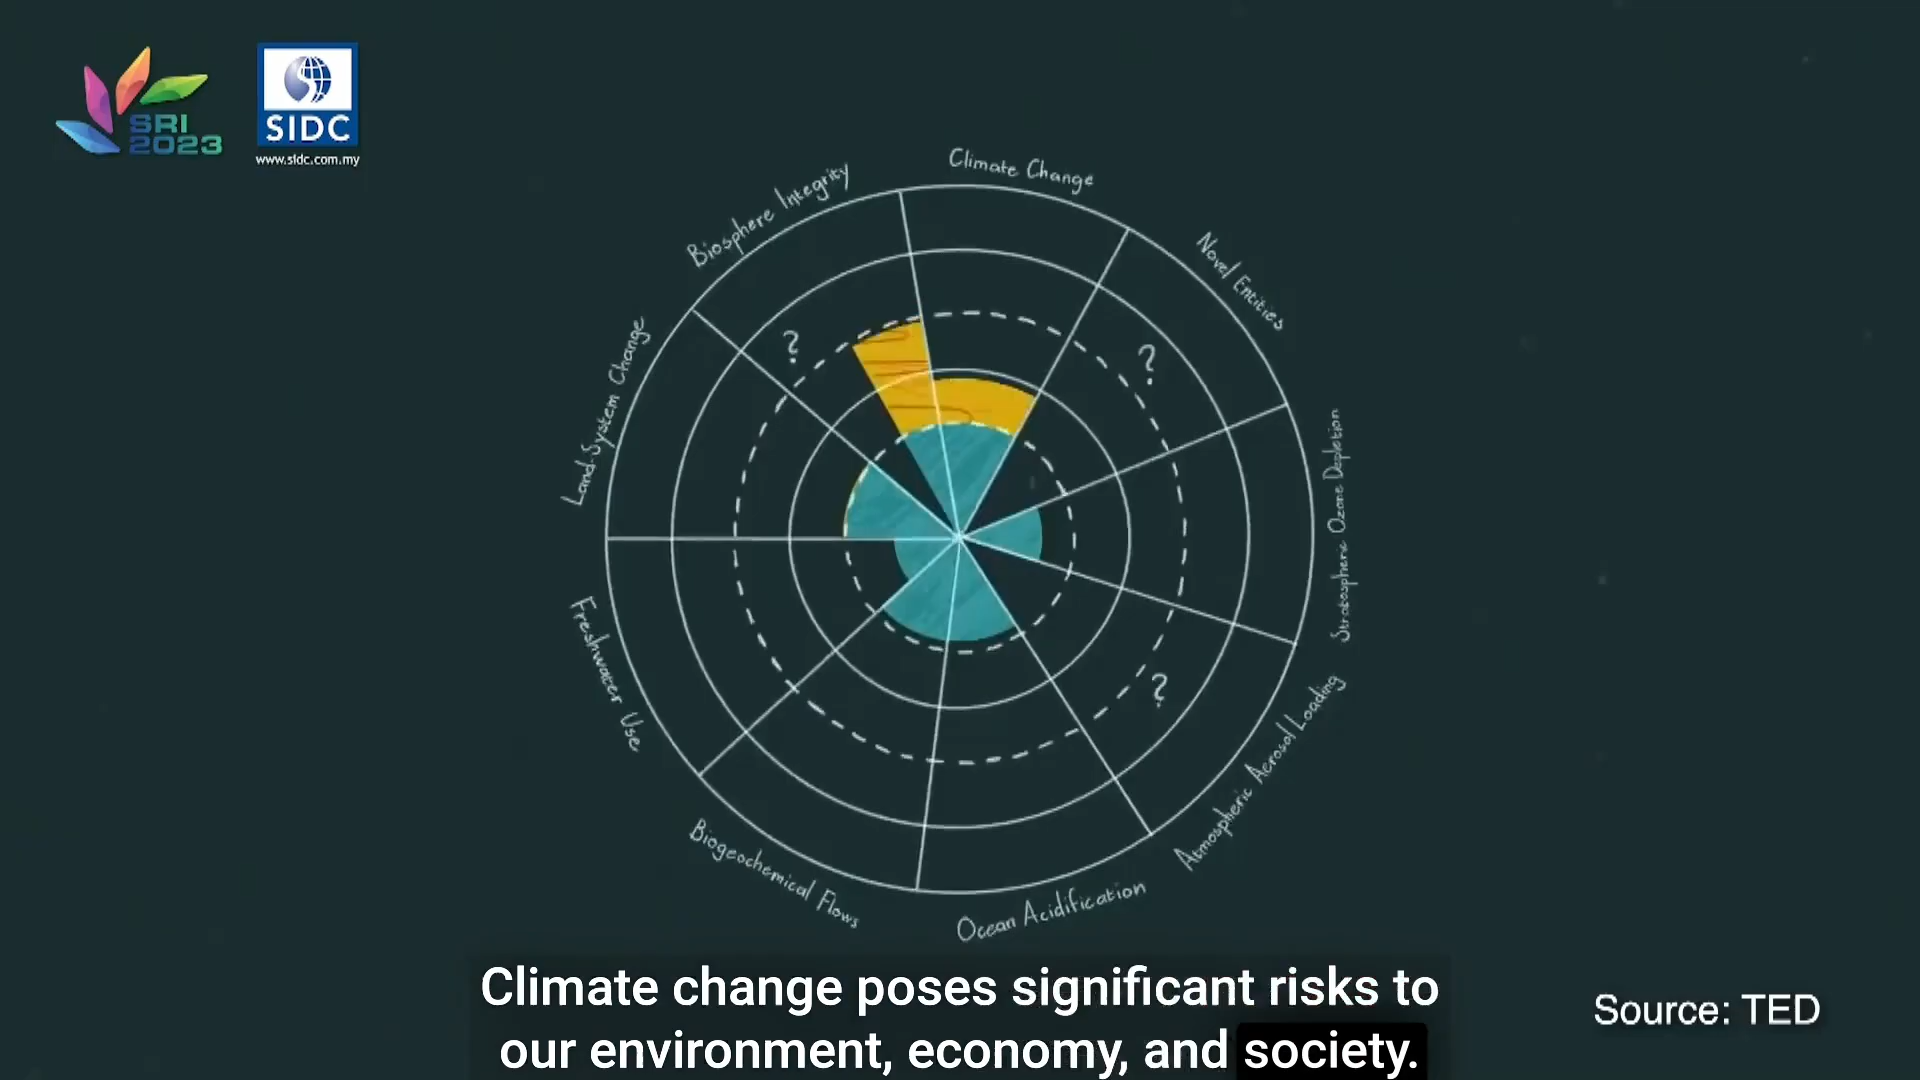 SRI
2023
SIDC
www.sidc.com.my
Climate Change
Biosphere Integrity
Novel Entities
Land-System Change
Stratospheric Ozone Depletion
?
?
?
Freshwater Use
Atmospheric Aerosol Loading
Biogeochemical Flows
Ocean Acidification
Climate change poses significant risks to
our environment, economy, and society.
Source: TED